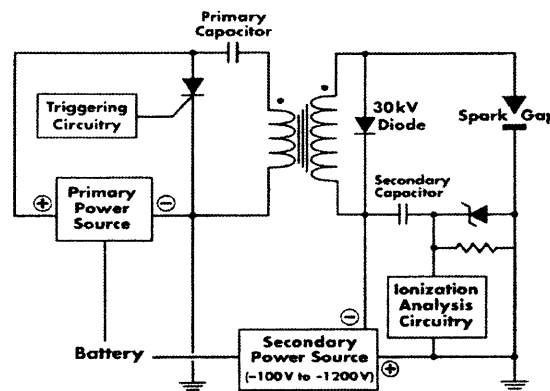 Primary
Capacitor
Triggering
Circuitry
30kV
Diode
Spark Gap
Secondary
Capacitor
⊕
Primary
Power
Source
⊖
Ionization
Analysis
Circuitry
⊖
Battery
Secondary
Power Source
(–100V to –1200V)
⊕